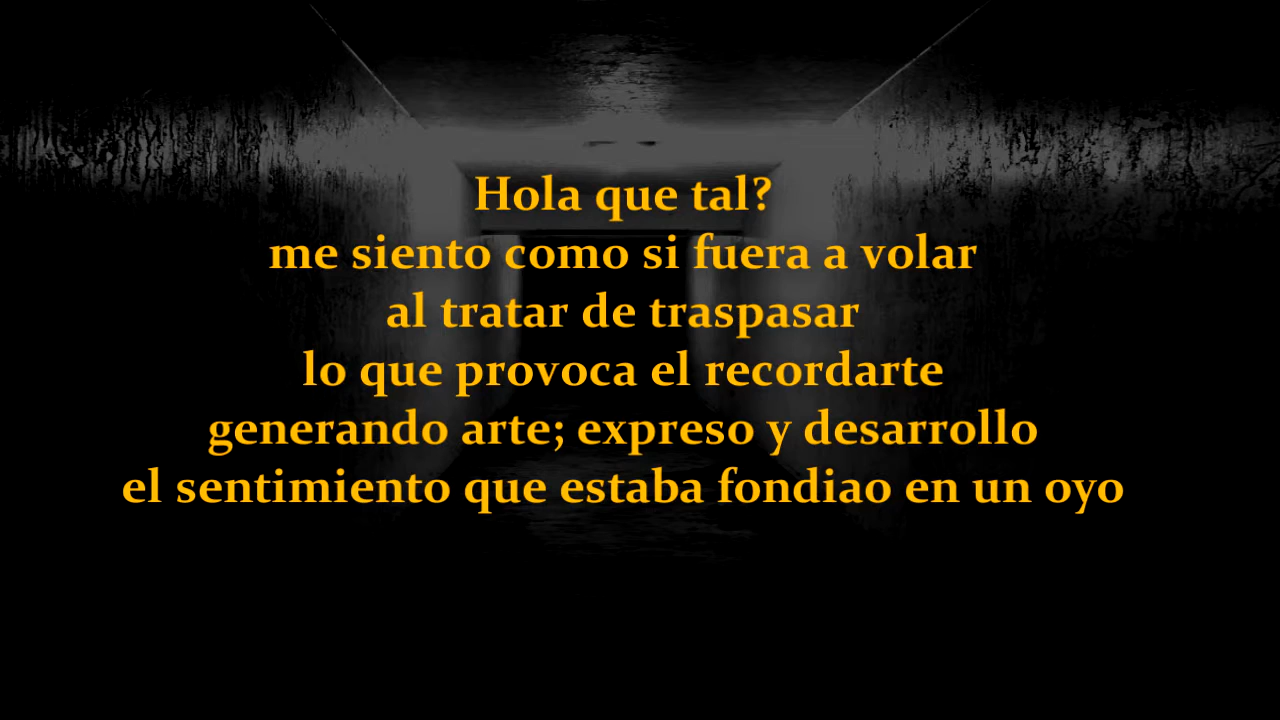 Hola que tal?
me siento como si fuera a volar
al tratar de traspasar
lo que provoca el recordarte
generando arte; expreso y desarrollo
el sentimiento que estaba fondiao en un oyo